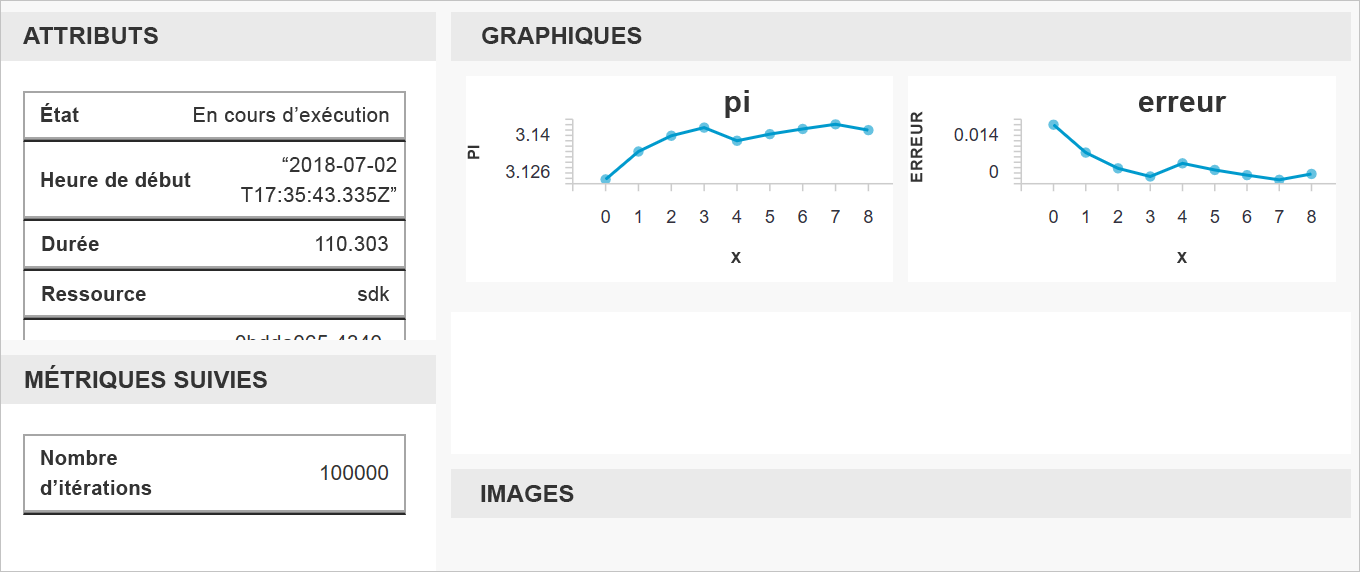 ATTRIBUTS
État En cours d’exécution
Heure de début “2018-07-02
T17:35:43.335Z”
Durée 110.303
Ressource sdk
MÉTRIQUES SUIVIES
Nombre
d’itérations 100000
GRAPHIQUES
pi
PI
3.14
3.126
0 1 2 3 4 5 6 7 8
x
erreur
ERREUR
0.014
0
0 1 2 3 4 5 6 7 8
x
IMAGES